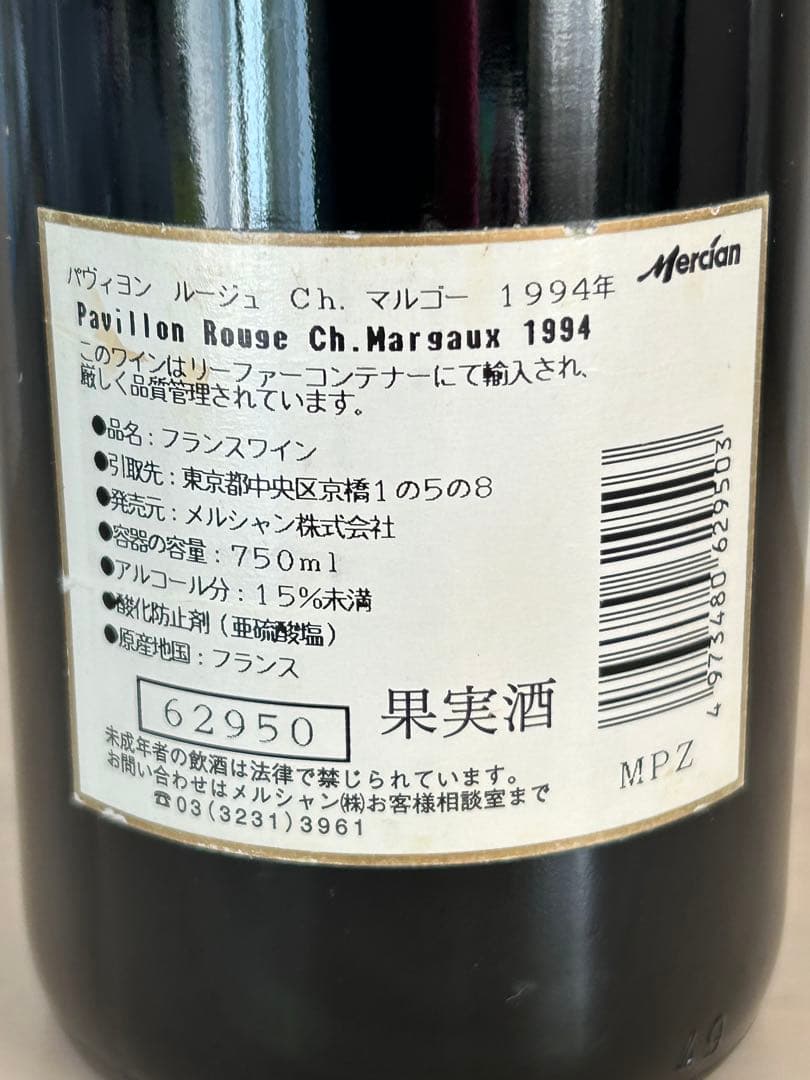 Mercian
パヴィヨン ルージュ Ch. マルゴー 1994年
Pavillon Rouge Ch.Margaux 1994
このワインはリーファーコンテナーにて輸入され、
厳しく品質管理されています。
●品名：フランスワイン
●引取先：東京都中央区京橋1の5の8
●発売元：メルシャン株式会社
●容器の容量：750ml
●アルコール分：15%未満
●酸化防止剤（亜硫酸塩）
●原産地国：フランス
62950
果実酒
4 973480 629503
MPZ
未成年者の飲酒は法律で禁じられています。
お問い合わせはメルシャン㈱お客様相談室まで
☎03(3231)3961